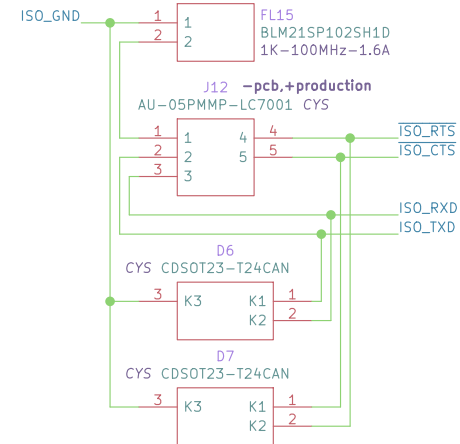 ISO_GND
1 1
2 2
FL15
BLM21SP102SH1D
1K-100MHz-1.6A
J12 -pcb,+production
AU-05PMMP-LC7001 CYS
1 1 4 4 ISO_RTS
2 2 5 5 ISO_CTS
3 3
ISO_RXD
ISO_TXD
D6
CYS CDSOT23-T24CAN
3 K3 K1 1
K2 2
D7
CYS CDSOT23-T24CAN
3 K3 K1 1
K2 2